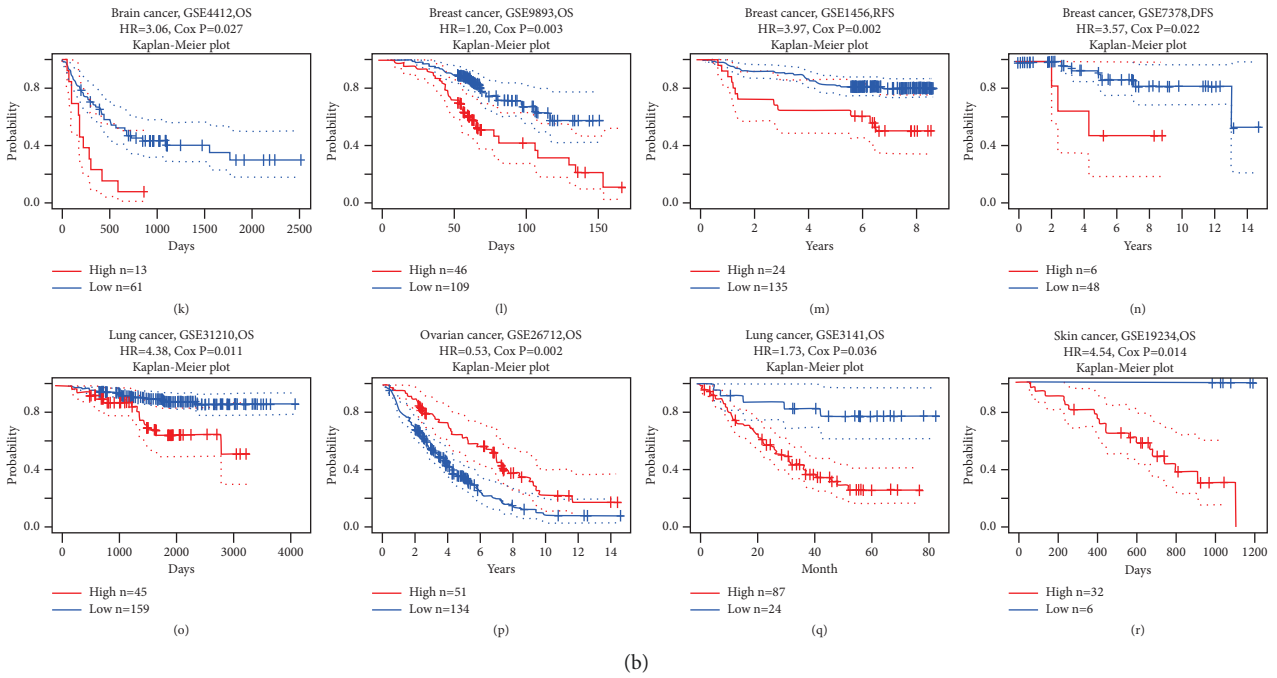 Brain cancer, GSE4412,OS
HR=3.06, Cox P=0.027
Kaplan-Meier plot
Probability
0.8
0.4
0.0
0 500 1000 1500 2000 2500
Days
High n=13
Low n=61
(k)
Breast cancer, GSE9893,OS
HR=1.20, Cox P=0.003
Kaplan-Meier plot
Probability
0.8
0.4
0.0
0 50 100 150
Days
High n=46
Low n=109
(l)
Breast cancer, GSE1456,RFS
HR=3.97, Cox P=0.002
Kaplan-Meier plot
Probability
0.8
0.4
0.0
0 2 4 6 8
Years
High n=24
Low n=135
(m)
Breast cancer, GSE7378,DFS
HR=3.57, Cox P=0.022
Kaplan-Meier plot
Probability
0.8
0.4
0.0
0 2 4 6 8 10 12 14
Years
High n=6
Low n=48
(n)
Lung cancer, GSE31210,OS
HR=4.38, Cox P=0.011
Kaplan-Meier plot
Probability
0.8
0.4
0.0
0 1000 2000 3000 4000
Days
High n=45
Low n=159
(o)
Ovarian cancer, GSE26712,OS
HR=0.53, Cox P=0.002
Kaplan-Meier plot
Probability
0.8
0.4
0.0
0 2 4 6 8 10 12 14
Years
High n=51
Low n=134
(p)
Lung cancer, GSE3141,OS
HR=1.73, Cox P=0.036
Kaplan-Meier plot
Probability
0.8
0.4
0.0
0 20 40 60 80
Month
High n=87
Low n=24
(q)
Skin cancer, GSE19234,OS
HR=4.54, Cox P=0.014
Kaplan-Meier plot
Probability
0.8
0.4
0.0
0 200 400 600 800 1000 1200
Days
High n=32
Low n=6
(r)
(b)